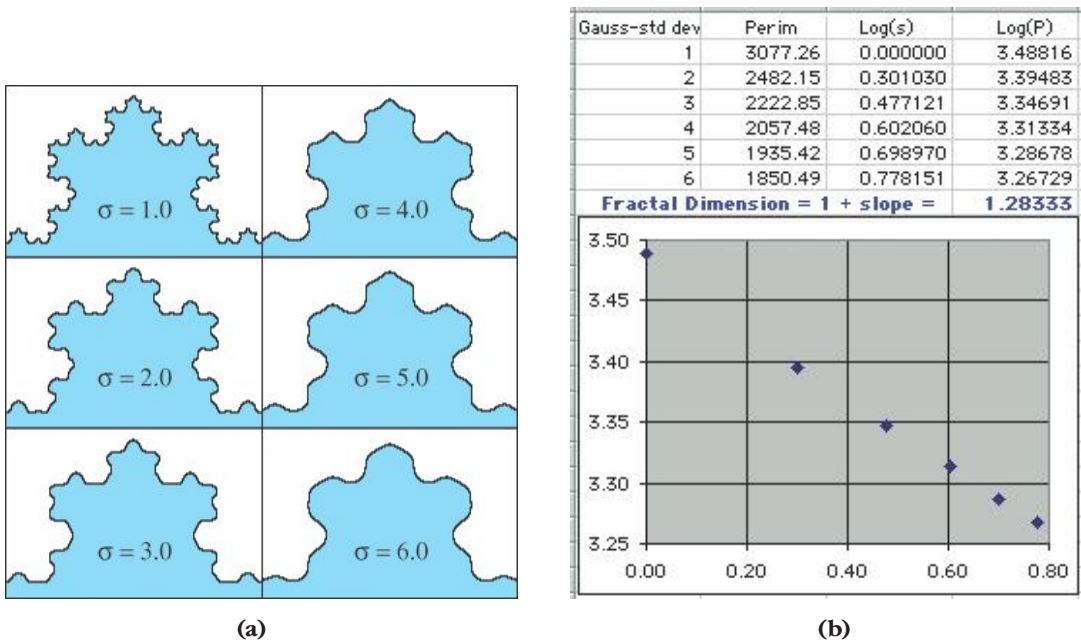 σ = 1.0
σ = 4.0
σ = 2.0
σ = 5.0
σ = 3.0
σ = 6.0
(a)
Gauss-std dev Perim Log(s) Log(P)
1 3077.26 0.000000 3.48816
2 2482.15 0.301030 3.39483
3 2222.85 0.477121 3.34691
4 2057.48 0.602060 3.31334
5 1935.42 0.698970 3.28678
6 1850.49 0.778151 3.26729
Fractal Dimension = 1 + slope = 1.28333
3.50
3.45
3.40
3.35
3.30
3.25
0.00 0.20 0.40 0.60 0.80
(b)